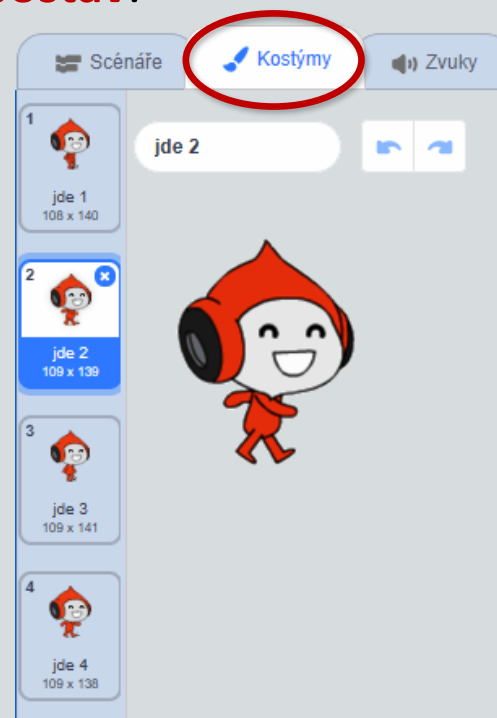 Scénáře
Kostýmy
Zvuky
1
jde 1
108 x 140
jde 2
2
jde 2
109 x 139
3
jde 3
109 x 141
4
jde 4
109 x 138